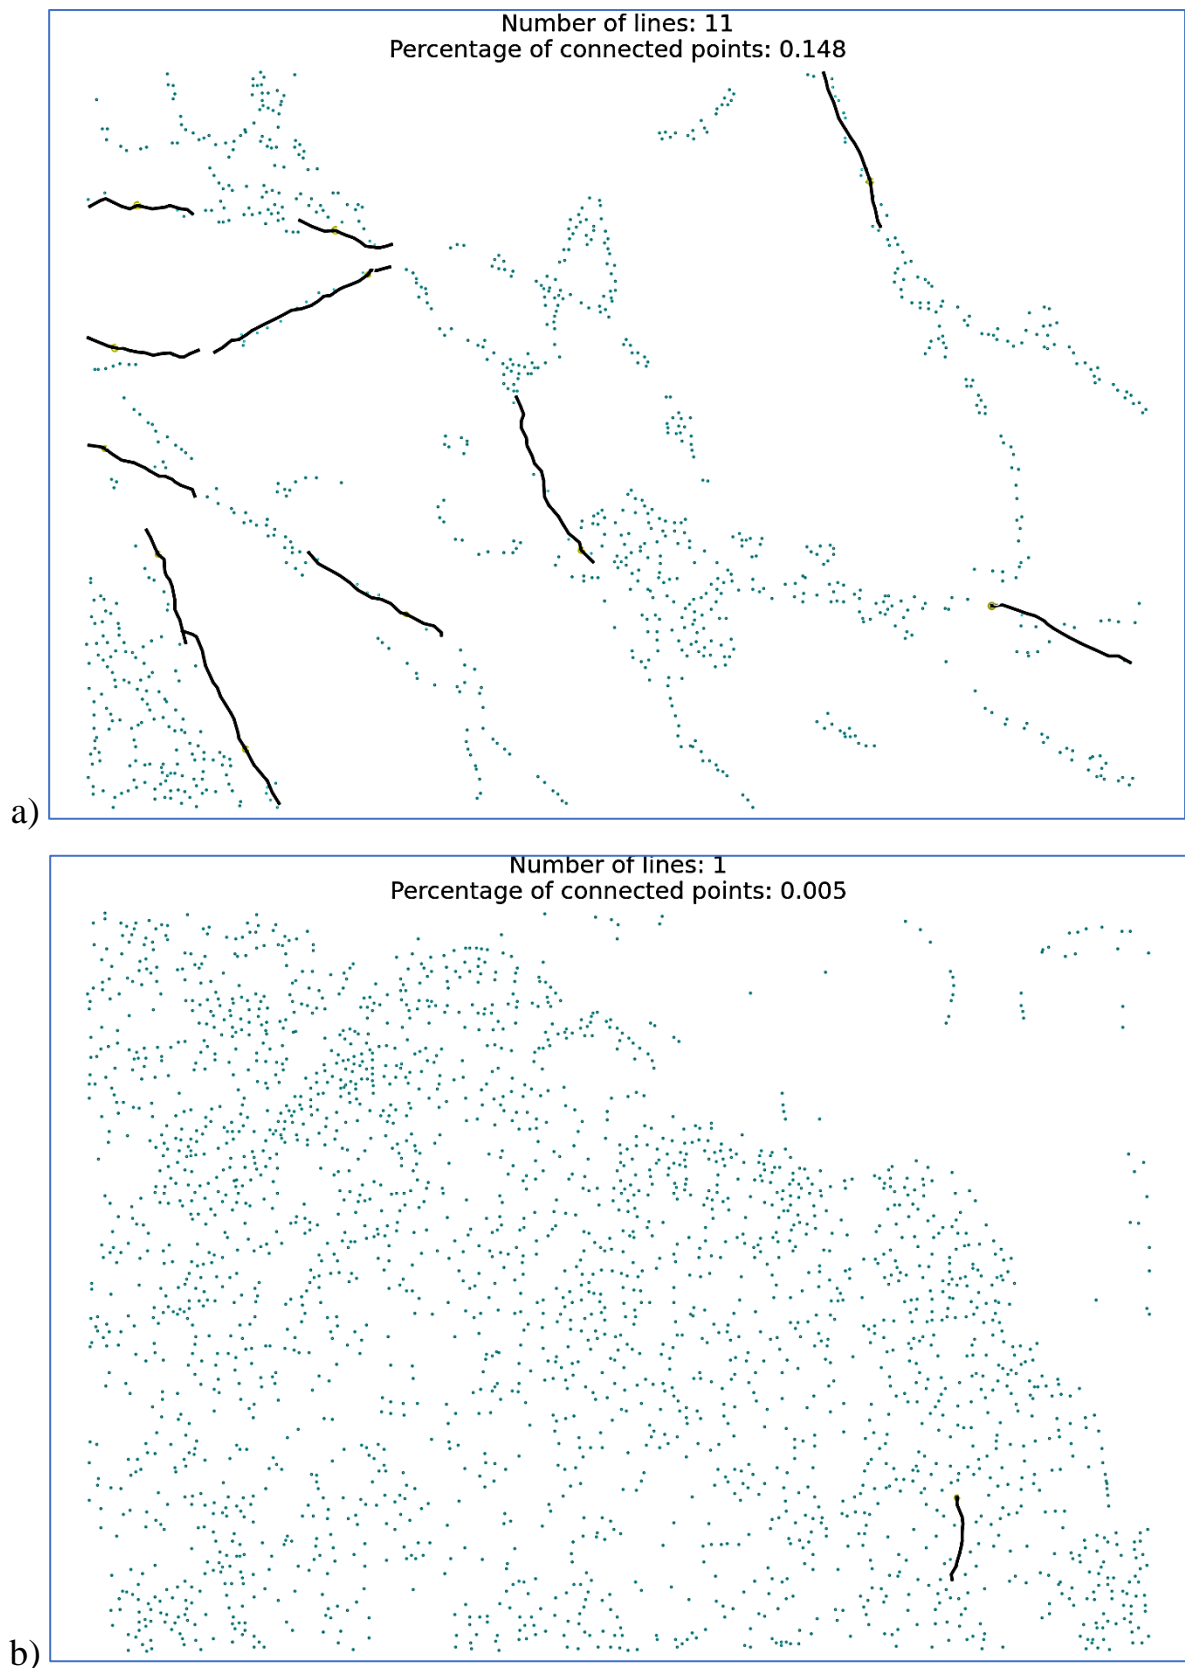 Number of lines: 11
Percentage of connected points: 0.148
a)
Number of lines: 1
Percentage of connected points: 0.005
b)